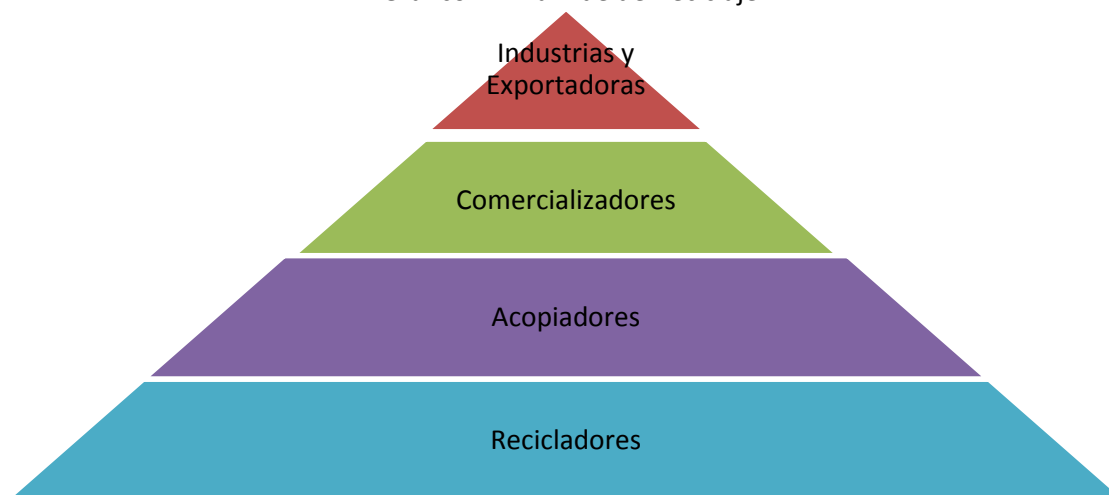 Industrias y
Exportadoras
Comercializadores
Acopiadores
Recicladores